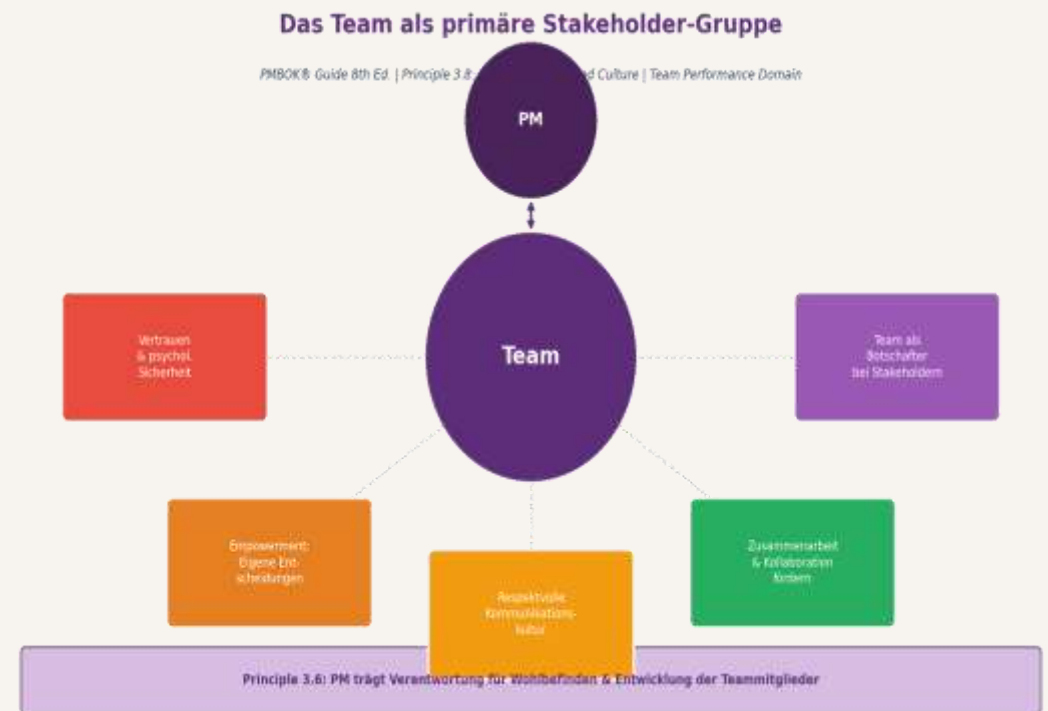 Das Team als primäre Stakeholder-Gruppe
PMBOK® Guide 8th Ed. | Principle 3.8: d Culture | Team Performance Domain
PM
Team
Vertrauen
& psychol.
Sicherheit
Team als
Botschafter
bei Stakeholdern
Empowerment:
Eigene Ent-
scheidungen
Zusammenarbeit
& Kollaboration
fördern
Respektvolle
Kommunikations-
kultur
Principle 3.6: PM trägt Verantwortung für Wohlbefinden & Entwicklung der Teammitglieder